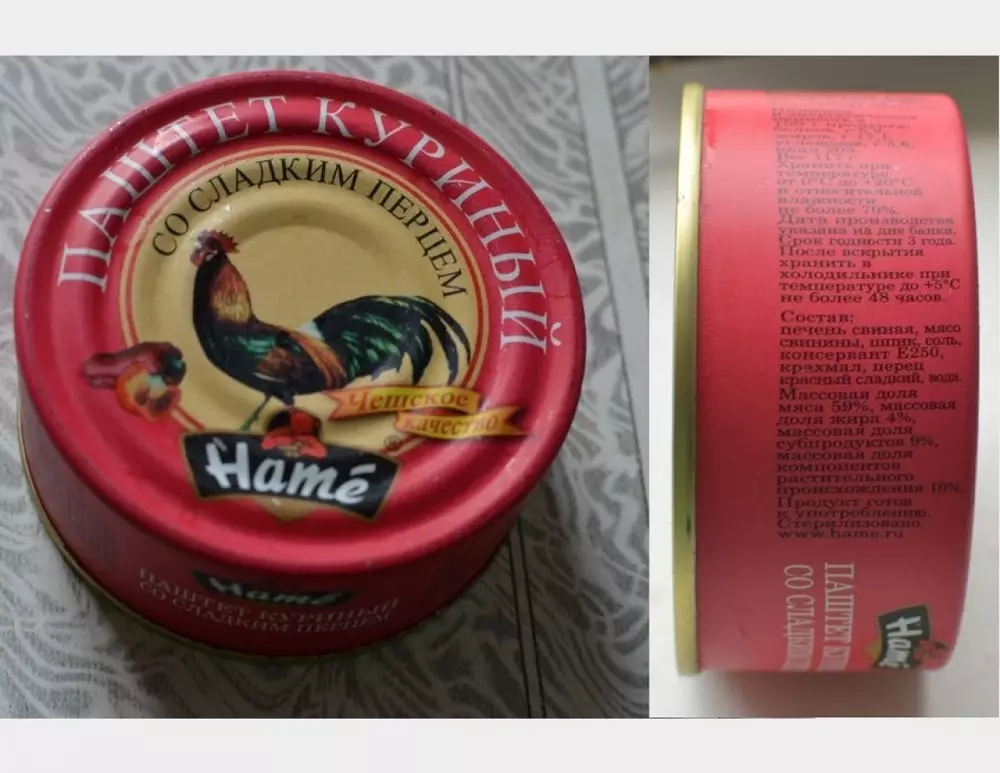 ПАШТЕТ КУРИНЫЙ
СО СЛАДКИМ ПЕРЦЕМ
Чешское
качество
Hamé
Hamé
ПАШТЕТ КУРИНЫЙ
СО СЛАДКИМ ПЕРЦЕМ
Вес 117 г
Хранить при
температуре
от 0°C до +20°C
и относительной
влажности
не более 70%.
Дата производства
указана на дне банки.
Срок годности 3 года.
После вскрытия
хранить в
холодильнике при
температуре до +5°C
не более 48 часов.
Состав:
печень свиная, мясо
свинины, шпик, соль,
консервант Е250,
крахмал, перец
красный сладкий, вода.
Массовая доля
мяса 59%, массовая
доля жира 4%,
массовая доля
субпродуктов 9%,
массовая доля
компонентов
растительного
происхождения 10%.
Продукт готов
к употреблению.
Стерилизовано.
www.hame.ru
ПАШТЕТ КУ
СО СЛАДКИМ
Hamé